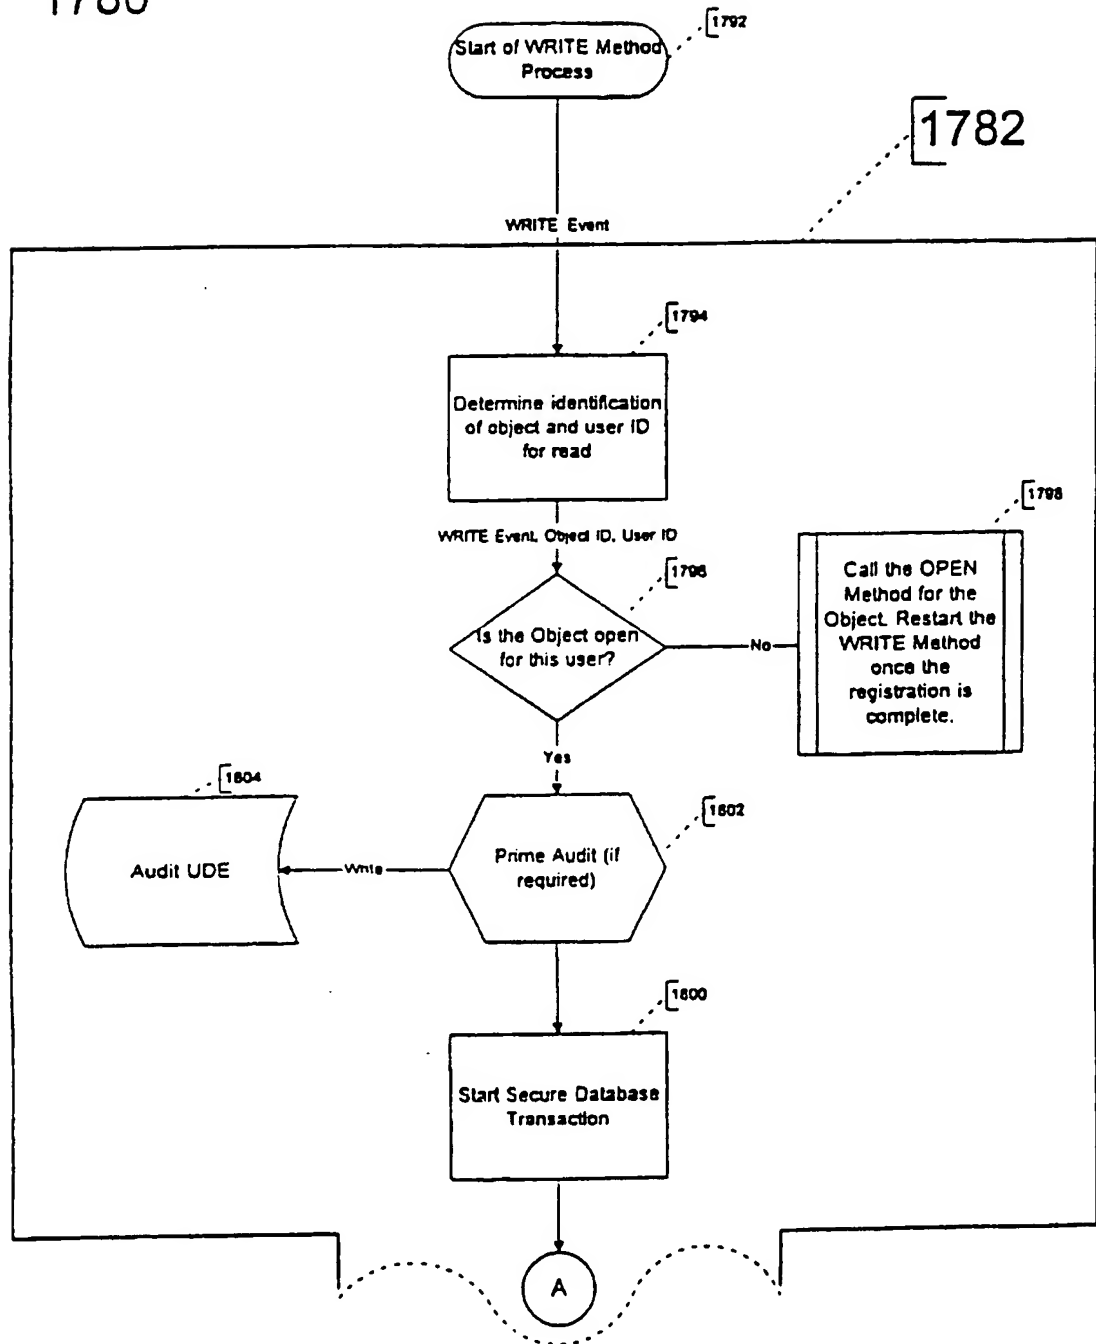 1780
1792
Start of WRITE Method
Process
1782
WRITE Event
1794
Determine identification
of object and user ID
for read
WRITE Event, Object ID, User ID
1796
1798
Is the Object open
for this user?
No
Call the OPEN
Method for the
Object. Restart the
WRITE Method
once the
registration is
complete.
Yes
1804
1802
Audit UDE
Write
Prime Audit (if
required)
1800
Start Secure Database
Transaction
A